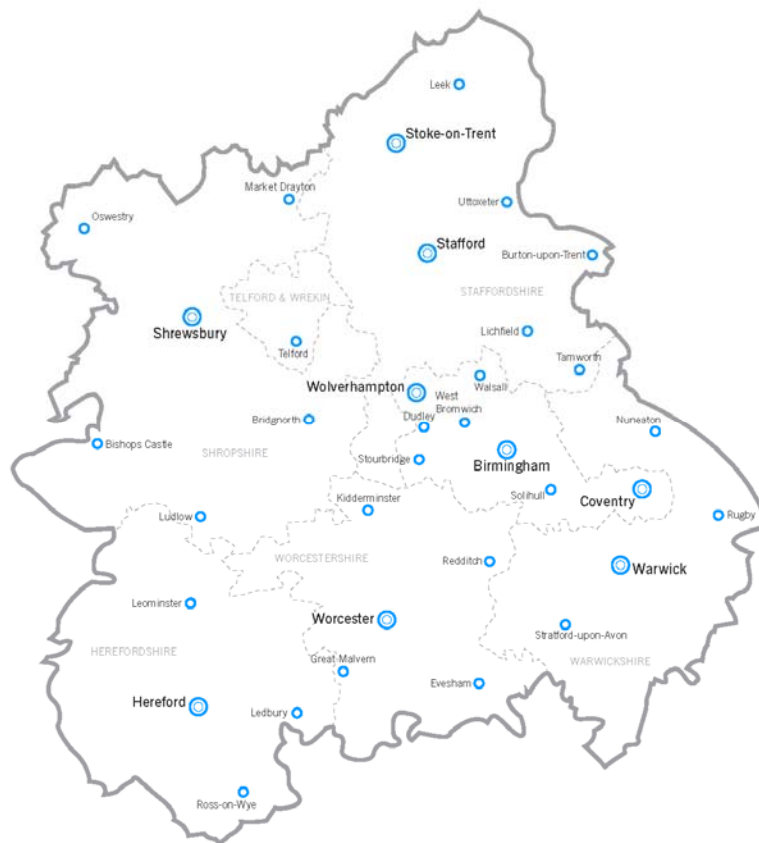 Leek
Stoke-on-Trent
Market Drayton
Uttoxeter
Oswestry
Stafford
Burton-upon-Trent
TELFORD & WREKIN
STAFFORDSHIRE
Shrewsbury
Lichfield
Telford
Tamworth
Wolverhampton
Walsall
West
Bromwich
Dudley
Bridgnorth
Nuneaton
Bishops Castle
SHROPSHIRE
Stourbridge
Birmingham
Kidderminster
Solihull
Coventry
Ludlow
Rugby
WORCESTERSHIRE
Redditch
Warwick
Leominster
Worcester
Stratford-upon-Avon
HEREFORDSHIRE
Great Malvern
WARWICKSHIRE
Evesham
Hereford
Ledbury
Ross-on-Wye